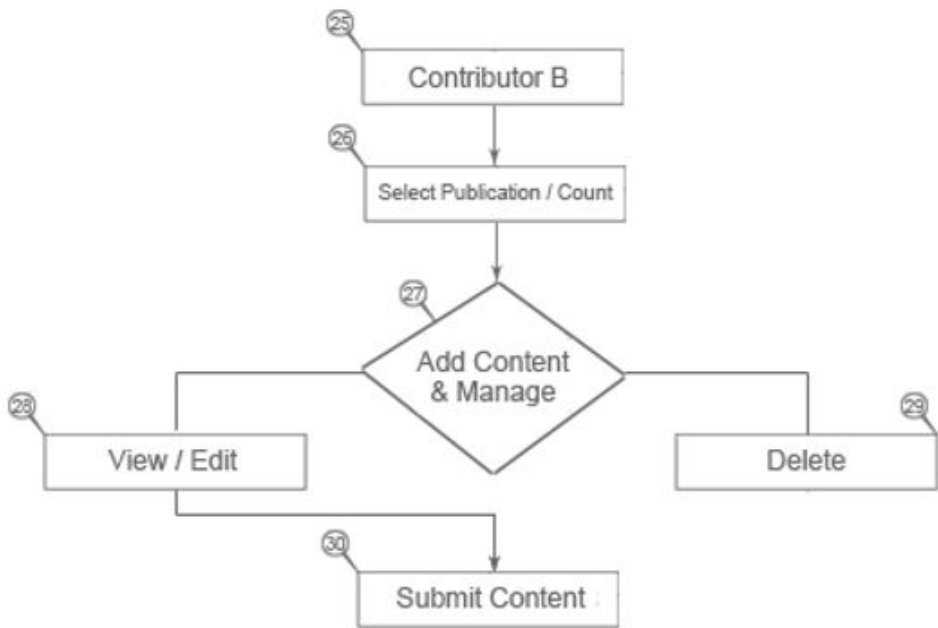 25
Contributor B
26
Select Publication / Count
27
Add Content
& Manage
28
View / Edit
29
Delete
30
Submit Content